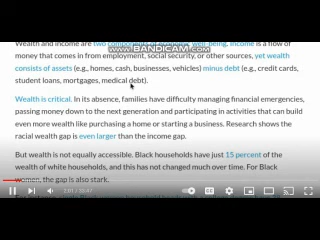 Wealth and income are two components of economic well-being. Income is a flow of
www.BANDICAM.com
money that comes in from employment, social security, or other sources, yet wealth
consists of assets (e.g., homes, cash, businesses, vehicles) minus debt (e.g., credit cards,
student loans, mortgages, medical debt).
Wealth is critical. In its absence, families have difficulty managing financial emergencies,
passing money down to the next generation and participating in activities that can build
even more wealth like purchasing a home or starting a business. Research shows the
racial wealth gap is even larger than the income gap.
But wealth is not equally accessible. Black households have just 15 percent of the
wealth of white households, and this has not changed much over time. For Black
women, the gap is also stark.